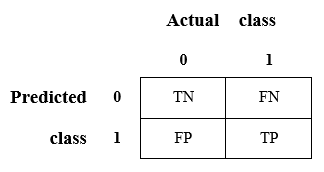 Actual class
0 1
Predicted 0 TN FN
class 1 FP TP